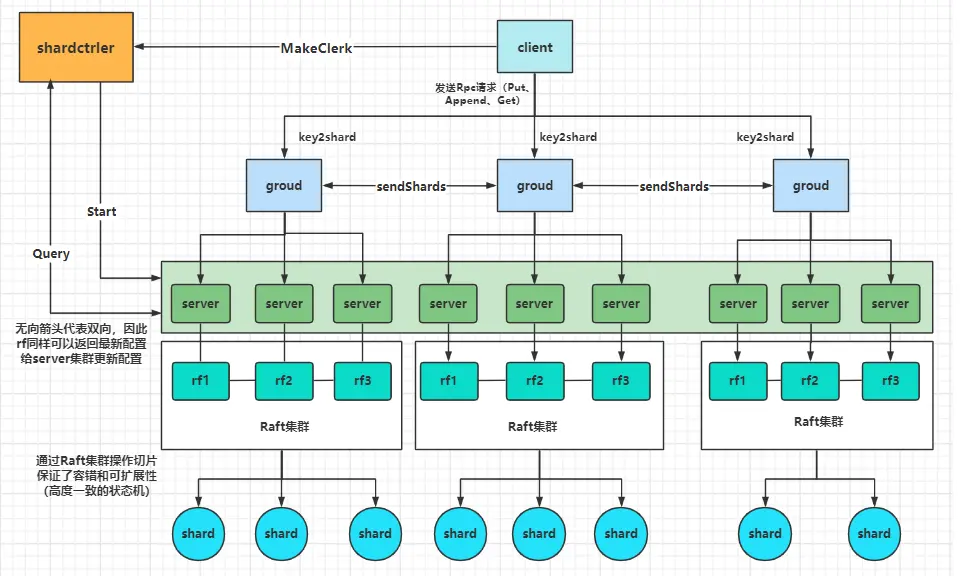 shardctrler
MakeClerk
client
发送Rpc请求（Put、
Append、Get）
key2shard
key2shard
key2shard
groud
sendShards
groud
sendShards
groud
Start
Query
server
server
server
server
server
server
server
server
server
无向箭头代表双向，因此
rf同样可以返回最新配置
给server集群更新配置
rf1
rf2
rf3
rf1
rf2
rf3
rf1
rf2
rf3
Raft集群
Raft集群
Raft集群
通过Raft集群操作切片
保证了容错和可扩展性
（高度一致的状态机）
shard
shard
shard
shard
shard
shard
shard
shard